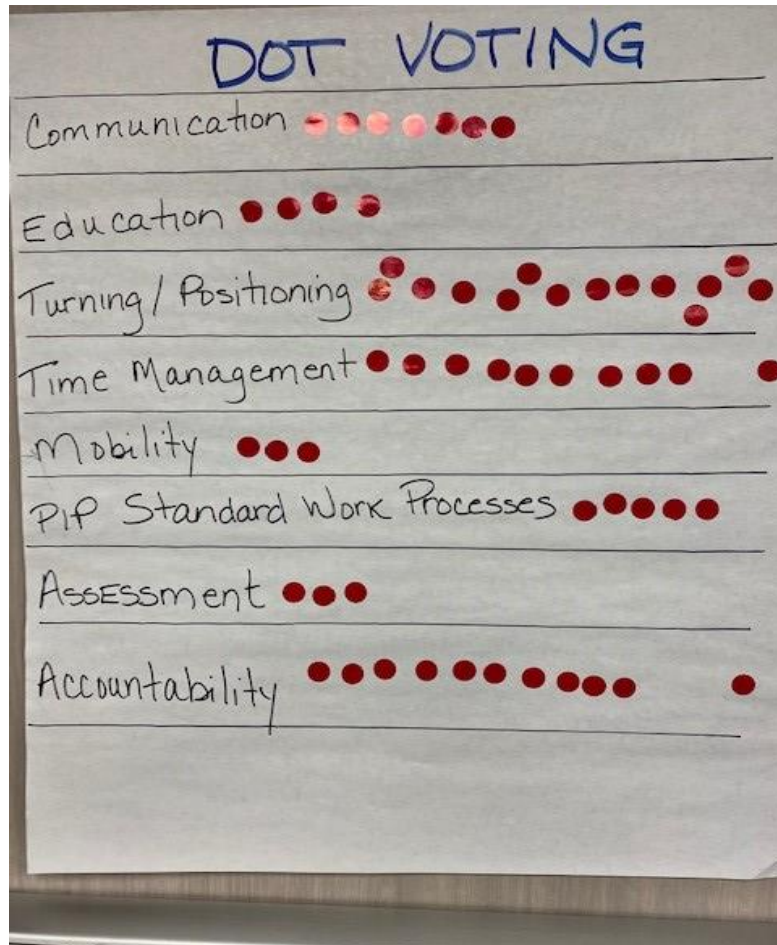 DOT VOTING
Communication
Education
Turning / Positioning
Time Management
Mobility
PIP Standard Work Processes
Assessment
Accountability